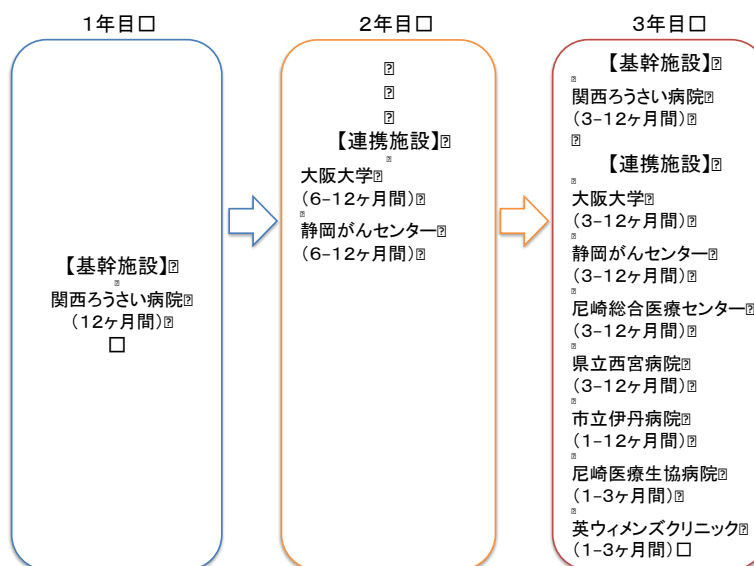 1年目
2年目
3年目
【基幹施設】
関西ろうさい病院
(12ヶ月間)
【連携施設】
大阪大学
(6-12ヶ月間)
静岡がんセンター
(6-12ヶ月間)
【基幹施設】
関西ろうさい病院
(3-12ヶ月間)
【連携施設】
大阪大学
(3-12ヶ月間)
静岡がんセンター
(3-12ヶ月間)
尼崎総合医療センター
(3-12ヶ月間)
県立西宮病院
(3-12ヶ月間)
市立伊丹病院
(1-12ヶ月間)
尼崎医療生協病院
(1-3ヶ月間)
英ウィメンズクリニック
(1-3ヶ月間)